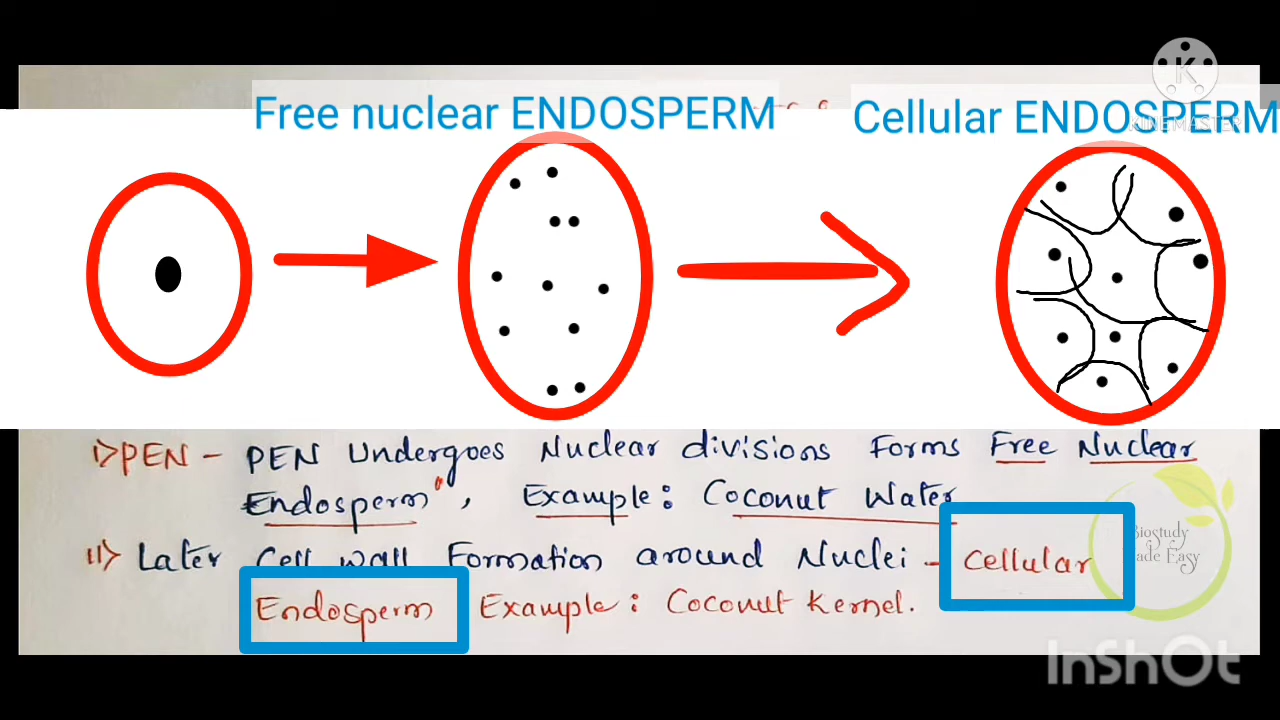 Free nuclear ENDOSPERM
Cellular ENDOSPERM
K
KINEMASTER
i> PEN - PEN Undergoes Nuclear divisions Forms Free Nuclear
Endosperm", Example: Coconut Water
ii> Later Cell wall Formation around Nuclei - Cellular
Endosperm Example: Coconut Kernel.
Biostudy
Made Easy
InShOt